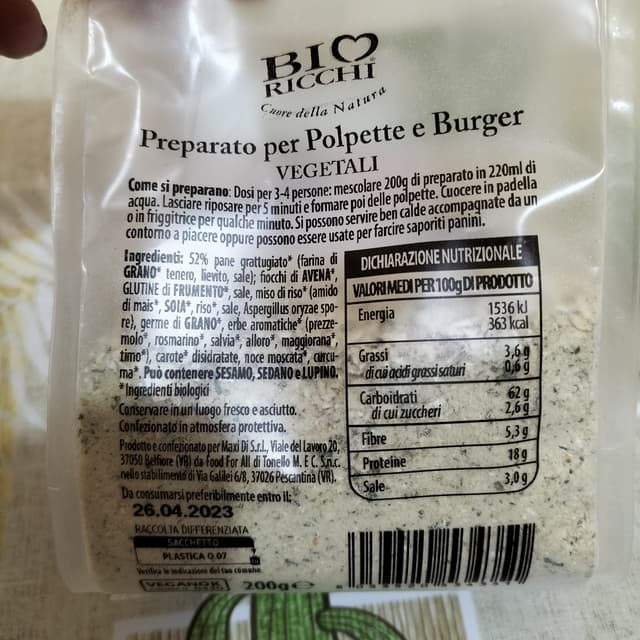 BIO
RICCHI
Cuore della Natura
Preparato per Polpette e Burger
VEGETALI
Come si preparano: Dosi per 3-4 persone: mescolare 200g di preparato in 220ml di
acqua. Lasciare riposare per 5 minuti e formare poi delle polpette. Cuocere in padella
o in friggitrice per qualche minuto. Si possono servire ben calde accompagnate da un
contorno a piacere oppure possono essere usate per farcire saporiti panini.
Ingredienti: 52% pane grattugiato* (farina di
GRANO* tenero, lievito, sale); fiocchi di AVENA*,
GLUTINE di FRUMENTO*, sale, miso di riso* (amido
di mais*, SOIA*, riso*, sale, Aspergillus oryzae spo-
re), germe di GRANO*, erbe aromatiche* (prezze-
molo*, rosmarino*, salvia*, alloro*, maggiorana*,
timo*), carote* disidratate, noce moscata*, curcu-
ma*. Può contenere SESAMO, SEDANO e LUPINO.
*Ingredienti biologici
Conservare in un luogo fresco e asciutto.
Confezionato in atmosfera protettiva.
Prodotto e confezionato per Maxi Di S.r.l., Viale del Lavoro 20,
37050 Belfiore (VR) da Food For All di Tonello M. E C. S.n.c.
nello stabilimento di Via Galilei 6/8, 37026 Pescantina (VR).
Da consumarsi preferibilmente entro il:
26.04.2023
RACCOLTA DIFFERENZIATA
SACCHETTO
PLASTICA O 07
Verifica le indicazioni del tuo comune.
VEGANOK
200g e
DICHIARAZIONE NUTRIZIONALE
VALORI MEDI PER 100g DI PRODOTTO
Energia 1536 kJ
363 kcal
Grassi 3,6 g
di cui acidi grassi saturi 0,6 g
Carboidrati 62 g
di cui zuccheri 2,6 g
Fibre 5,3 g
Proteine 18 g
Sale 3,0 g